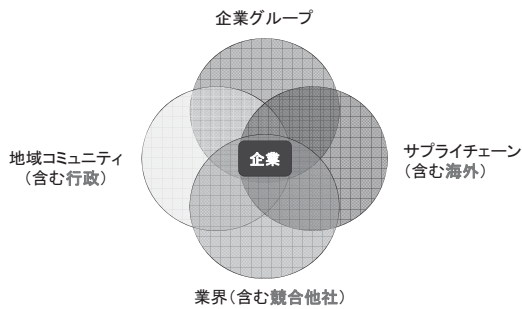 企業グループ
地域コミュニティ
（含む行政）
企業
サプライチェーン
（含む海外）
業界（含む競合他社）